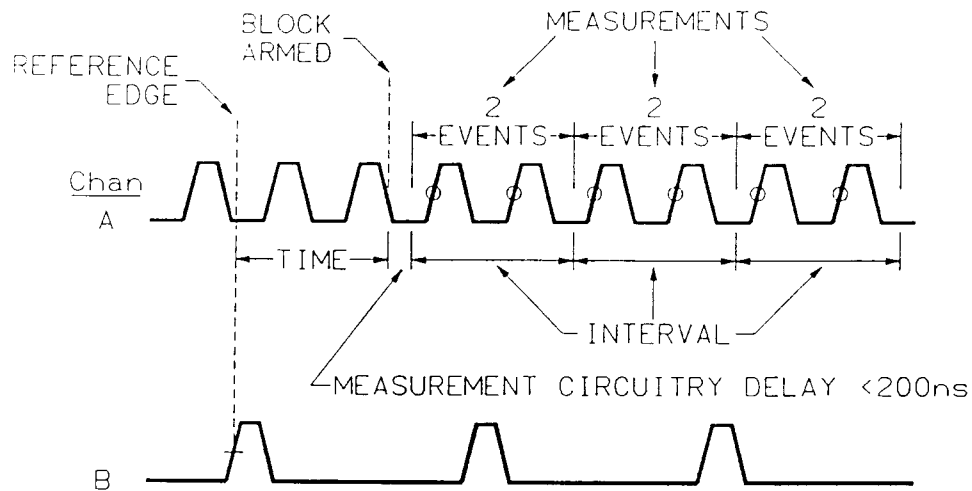 BLOCK
ARMED
MEASUREMENTS
REFERENCE
EDGE
2
EVENTS
2
EVENTS
2
EVENTS
Chan
A
TIME
INTERVAL
MEASUREMENT CIRCUITRY DELAY <200ns
B